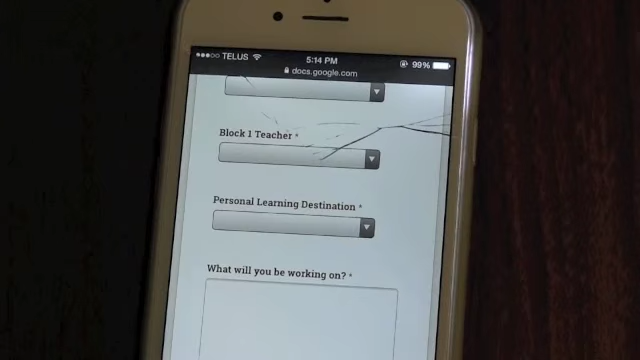 TELUS 5:14 PM 99%
docs.google.com
Block 1 Teacher *
Personal Learning Destination *
What will you be working on? *